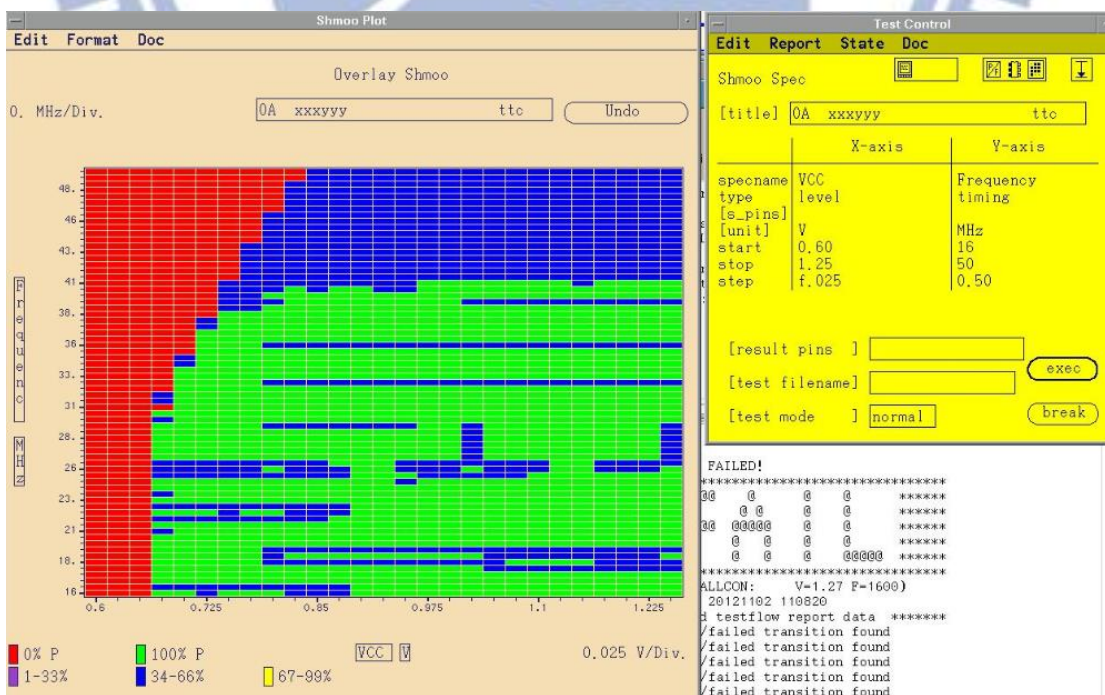 Shmoo Plot
Edit Format Doc
Overlay Shmoo
0. MHz/Div.
0A xxxyyy ttc
Undo
48.
46
43.
41
38.
36
33.
31
28.
26
23.
21
18.
16
Frequenc
MHz
0.6 0.725 0.85 0.975 1.1 1.225
0% P 100% P
VCC V
0.025 V/Div.
1-33% 34-66% 67-99%
Test Control
Edit Report State Doc
Shmoo Spec
[title] 0A xxxyyy ttc
X-axis Y-axis
specname VCC Frequency
type level timing
[s_pins]
[unit] V MHz
start 0.60 16
stop 1.25 50
step f.025 0.50
[result pins ]
exec
[test filename]
[test mode ] normal
break
FAILED!
*********************************
@@ @ @ @ ******
@ @ @ @ ******
@@ @@@@@ @ @ ******
@ @ @ @ ******
@ @ @ @@@@@ ******
*********************************
ALLCON: V=1.27 F=1600)
20121102 110820
d testflow report data *******
/failed transition found
/failed transition found
/failed transition found
/failed transition found
/failed transition found